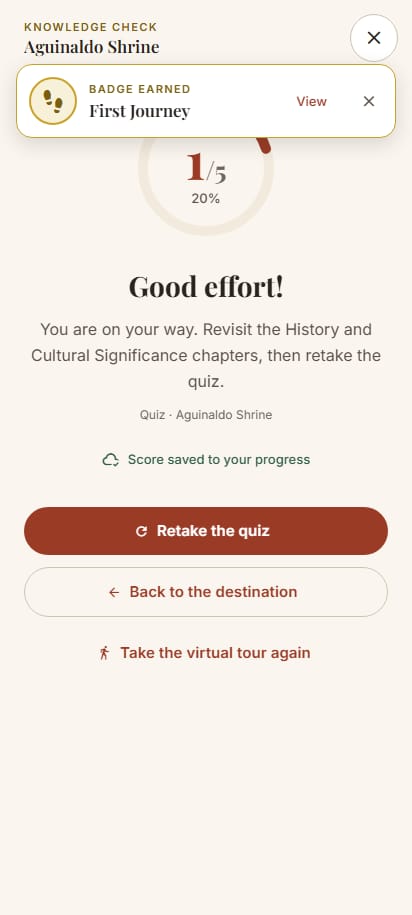 KNOWLEDGE CHECK
Aguinaldo Shrine
BADGE EARNED
First Journey
View
1/5
20%
Good effort!
You are on your way. Revisit the History and
Cultural Significance chapters, then retake the
quiz.
Quiz · Aguinaldo Shrine
Score saved to your progress
Retake the quiz
Back to the destination
Take the virtual tour again